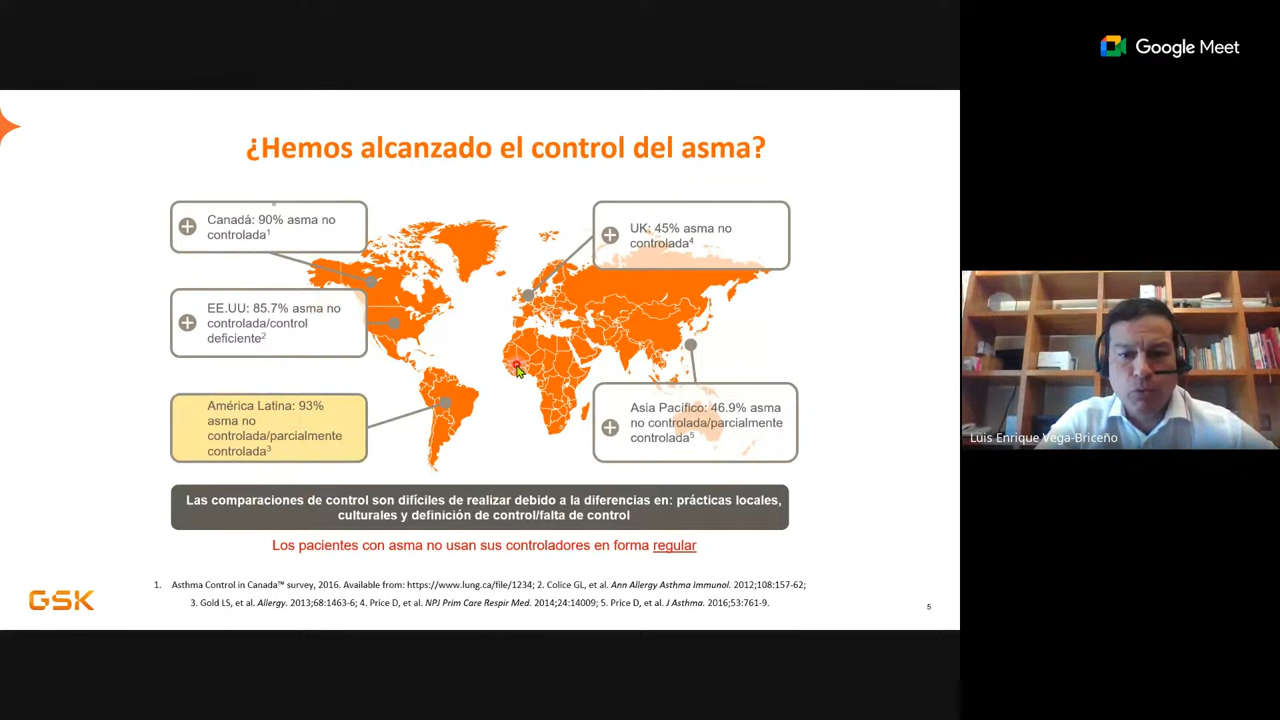 Google Meet
¿Hemos alcanzado el control del asma?
Canadá: 90% asma no
controlada¹
EE.UU: 85.7% asma no
controlada/control
deficiente²
América Latina: 93%
asma no
controlada/parcialmente
controlada³
UK: 45% asma no
controlada⁴
Asia Pacífico: 46.9% asma
no controlada/parcialmente
controlada⁵
Las comparaciones de control son difíciles de realizar debido a la diferencias en: prácticas locales,
culturales y definición de control/falta de control
Los pacientes con asma no usan sus controladores en forma regular
1. Asthma Control in Canada™ survey, 2016. Available from: https://www.lung.ca/file/1234; 2. Colice GL, et al. Ann Allergy Asthma Immunol. 2012;108:157-62;
3. Gold LS, et al. Allergy. 2013;68:1463-6; 4. Price D, et al. NPJ Prim Care Respir Med. 2014;24:14009; 5. Price D, et al. J Asthma. 2016;53:761-9.
GSK
5
Luis Enrique Vega-Briceño